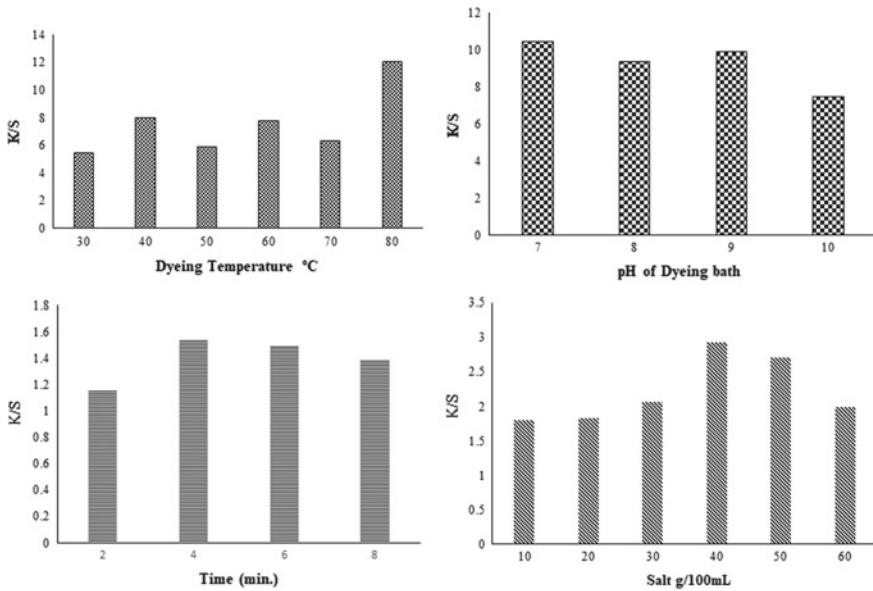 14
12
10
8
6
4
2
0
K/S
30 40 50 60 70 80
Dyeing Temperature °C
12
10
8
6
4
2
0
K/S
7 8 9 10
pH of Dyeing bath
1.8
1.6
1.4
1.2
1
0.8
0.6
0.4
0.2
0
K/S
2 4 6 8
Time (min.)
3.5
3
2.5
2
1.5
1
0.5
0
K/S
10 20 30 40 50 60
Salt g/100mL